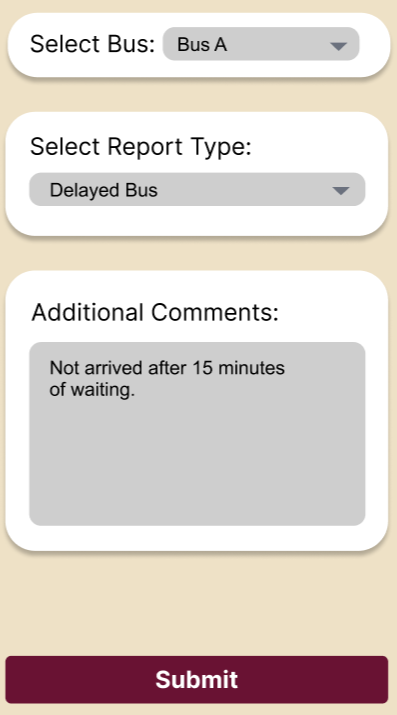 Select Bus: Bus A
Select Report Type:
Delayed Bus
Additional Comments:
Not arrived after 15 minutes
of waiting.
Submit